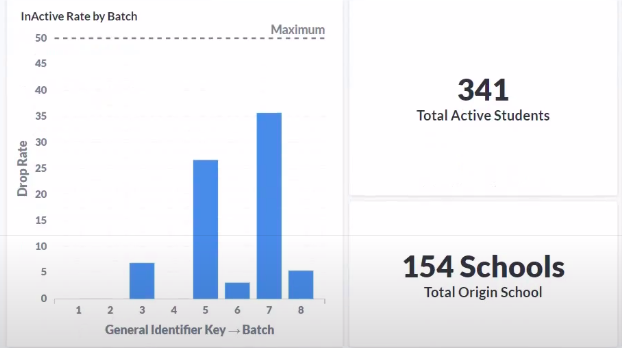 InActive Rate by Batch
Maximum
50
45
40
35
30
25
20
15
10
5
0
Drop Rate
1 2 3 4 5 6 7 8
General Identifier Key → Batch
341
Total Active Students
154 Schools
Total Origin School